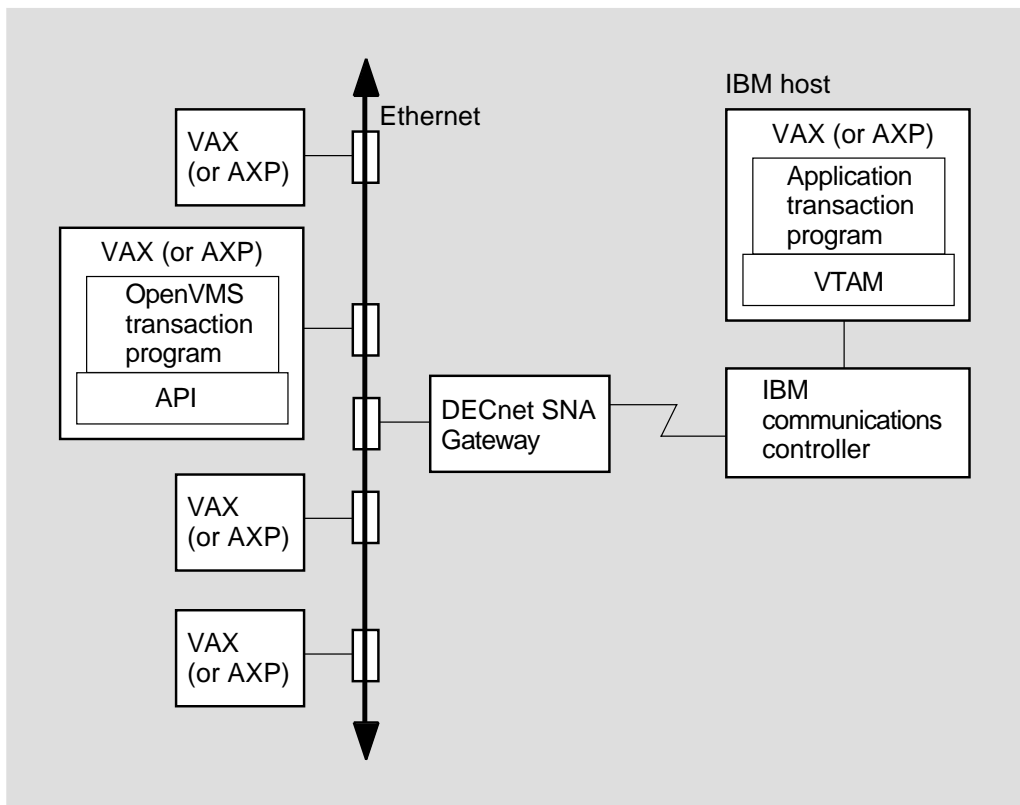 IBM host
Ethernet
VAX
(or AXP)
VAX (or AXP)
Application
transaction
program
VTAM
VAX (or AXP)
OpenVMS
transaction
program
API
DECnet SNA
Gateway
IBM
communications
controller
VAX
(or AXP)
VAX
(or AXP)